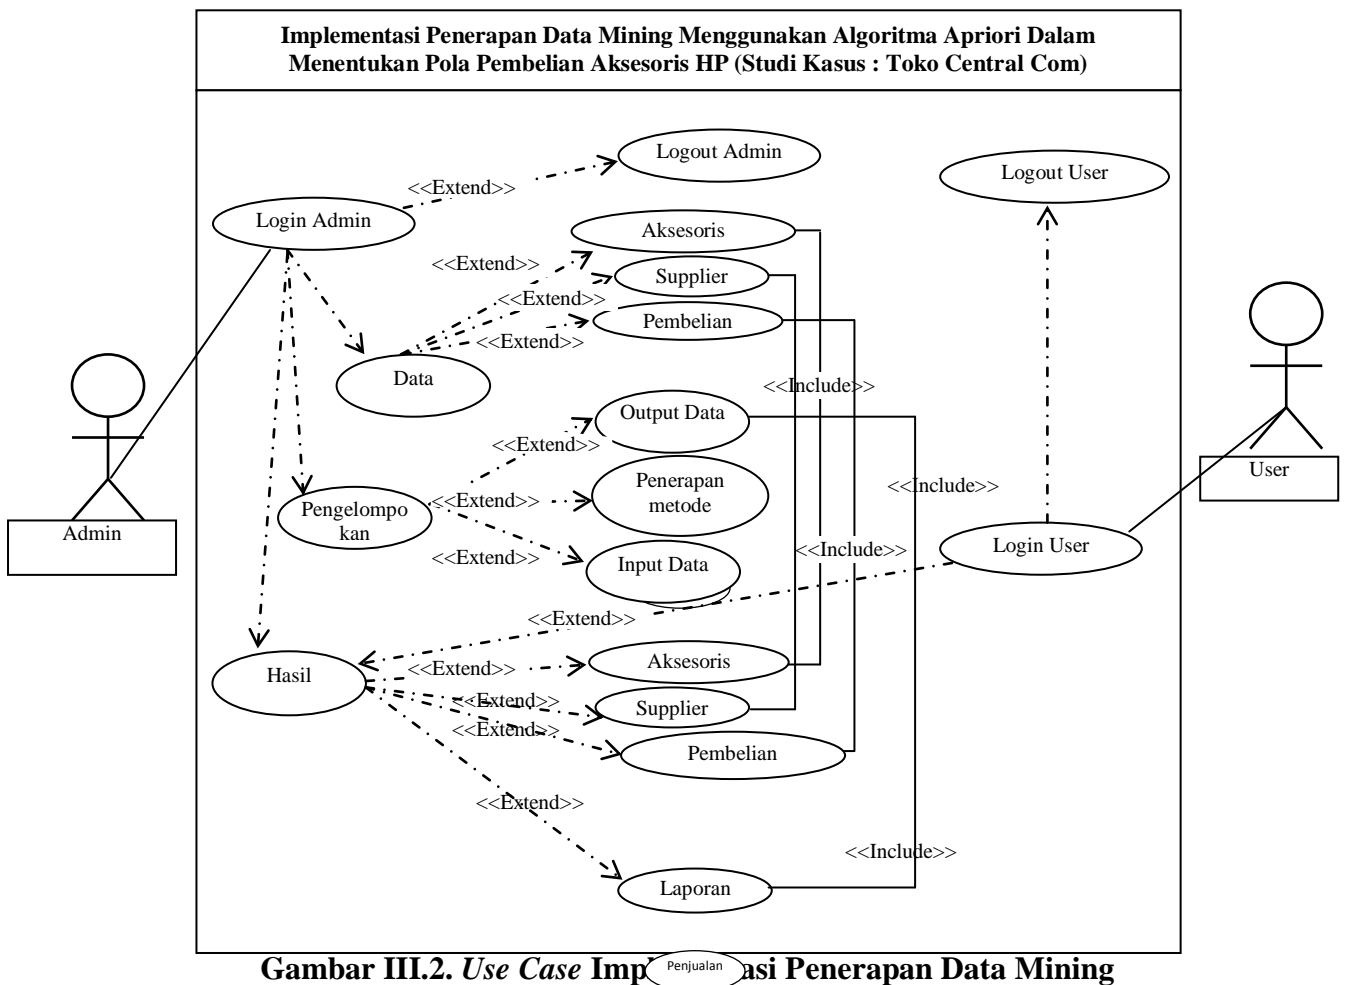 Implementasi Penerapan Data Mining Menggunakan Algoritma Apriori Dalam
Menentukan Pola Pembelian Aksesoris HP (Studi Kasus : Toko Central Com)
Logout Admin
Logout User
<<Extend>>
Login Admin
Aksesoris
<<Extend>>
Supplier
<<Extend>>
Pembelian
<<Extend>>
Data
<<Include>>
Output Data
<<Extend>>
User
Penerapan
metode
<<Include>>
<<Extend>>
Pengelompo
kan
Admin
Login User
<<Include>>
<<Extend>>
Input Data
<<Extend>>
Aksesoris
<<Extend>>
Hasil
<<Extend>>
Supplier
<<Extend>>
Pembelian
<<Extend>>
<<Include>>
Laporan
Penjualan
Gambar III.2. Use Case Imp asi Penerapan Data Mining